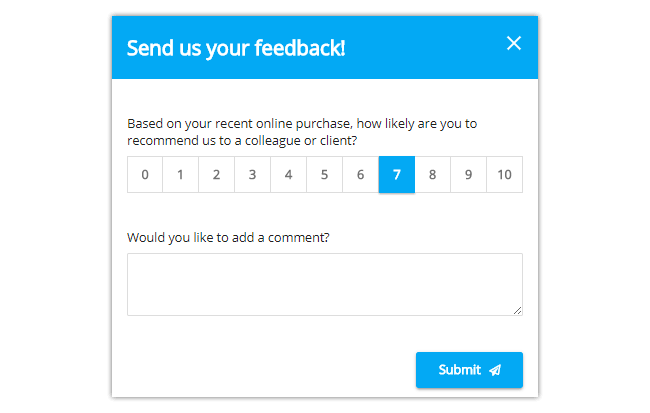 Send us your feedback!
Based on your recent online purchase, how likely are you to
recommend us to a colleague or client?
0 1 2 3 4 5 6 7 8 9 10
Would you like to add a comment?
Submit